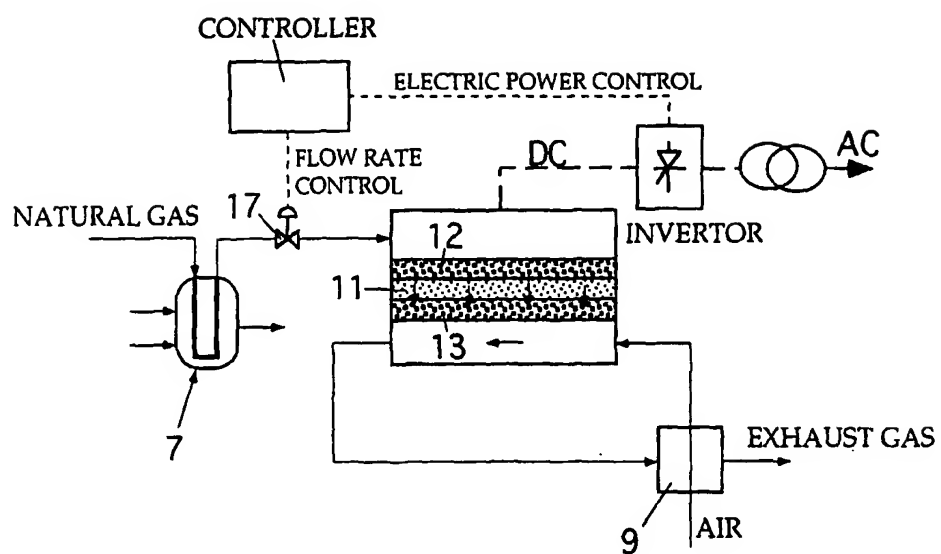 CONTROLLER
ELECTRIC POWER CONTROL
FLOW RATE
CONTROL
DC
AC
NATURAL GAS
17
INVERTOR
12
11
13
7
EXHAUST GAS
9
AIR